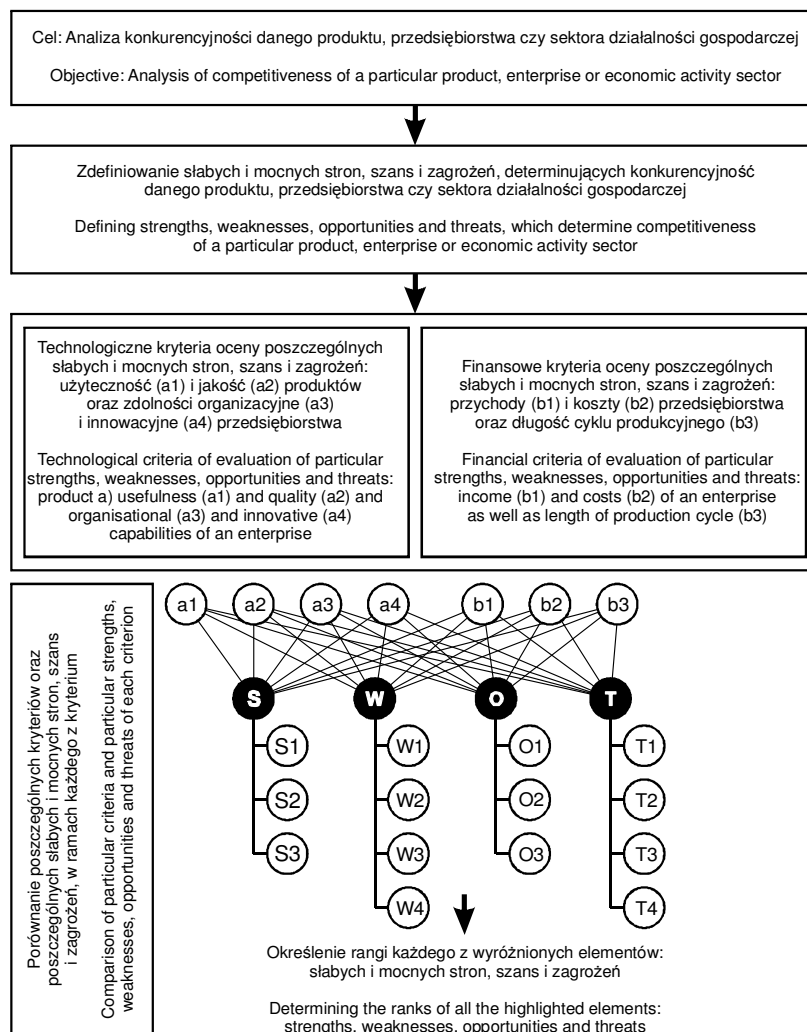 Cel: Analiza konkurencyjności danego produktu, przedsiębiorstwa czy sektora działalności gospodarczej
Objective: Analysis of competitiveness of a particular product, enterprise or economic activity sector
Zdefiniowanie słabych i mocnych stron, szans i zagrożeń, determinujących konkurencyjność
danego produktu, przedsiębiorstwa czy sektora działalności gospodarczej
Defining strengths, weaknesses, opportunities and threats, which determine competitiveness
of a particular product, enterprise or economic activity sector
Technologiczne kryteria oceny poszczególnych
słabych i mocnych stron, szans i zagrożeń:
użyteczność (a1) i jakość (a2) produktów
oraz zdolności organizacyjne (a3)
i innowacyjne (a4) przedsiębiorstwa
Technological criteria of evaluation of particular
strengths, weaknesses, opportunities and threats:
product a) usefulness (a1) and quality (a2) and
organisational (a3) and innovative (a4)
capabilities of an enterprise
Finansowe kryteria oceny poszczególnych
słabych i mocnych stron, szans i zagrożeń:
przychody (b1) i koszty (b2) przedsiębiorstwa
oraz długość cyklu produkcyjnego (b3)
Financial criteria of evaluation of particular
strengths, weaknesses, opportunities and threats:
income (b1) and costs (b2) of an enterprise
as well as length of production cycle (b3)
Porównanie poszczególnych kryteriów oraz
poszczególnych słabych i mocnych stron, szans
i zagrożeń, w ramach każdego z kryterium
Comparison of particular criteria and particular strengths,
weaknesses, opportunities and threats of each criterion
a1 a2 a3 a4 b1 b2 b3
S W O T
S1 W1 O1 T1
S2 W2 O2 T2
S3 W3 O3 T3
W4 T4
Określenie rangi każdego z wyróżnionych elementów:
słabych i mocnych stron, szans i zagrożeń
Determining the ranks of all the highlighted elements:
strengths, weaknesses, opportunities and threats